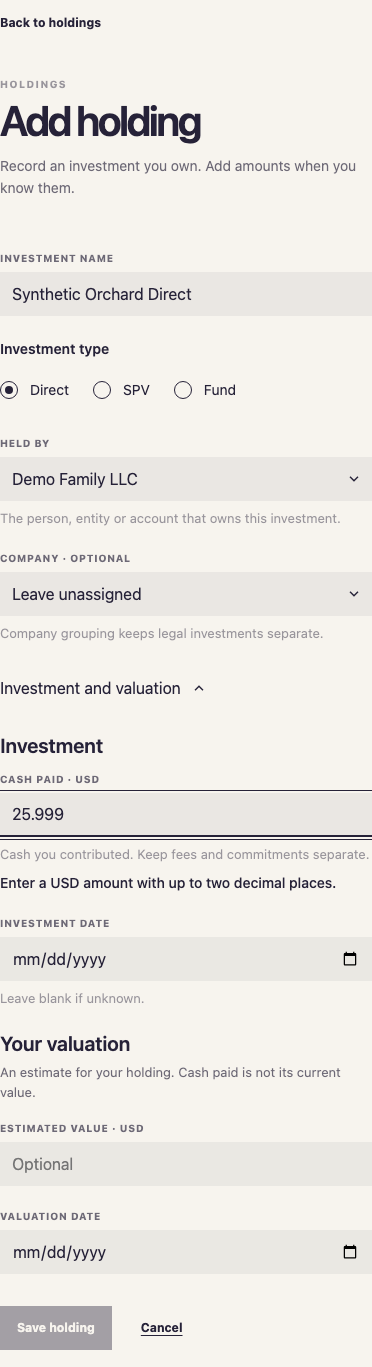 Back to holdings
HOLDINGS
Add holding
Record an investment you own. Add amounts when you
know them.
INVESTMENT NAME
Synthetic Orchard Direct
Investment type
Direct SPV Fund
HELD BY
Demo Family LLC
The person, entity or account that owns this investment.
COMPANY · OPTIONAL
Leave unassigned
Company grouping keeps legal investments separate.
Investment and valuation
Investment
CASH PAID · USD
25.999
Cash you contributed. Keep fees and commitments separate.
Enter a USD amount with up to two decimal places.
INVESTMENT DATE
mm/dd/yyyy
Leave blank if unknown.
Your valuation
An estimate for your holding. Cash paid is not its current
value.
ESTIMATED VALUE · USD
Optional
VALUATION DATE
mm/dd/yyyy
Save holding Cancel